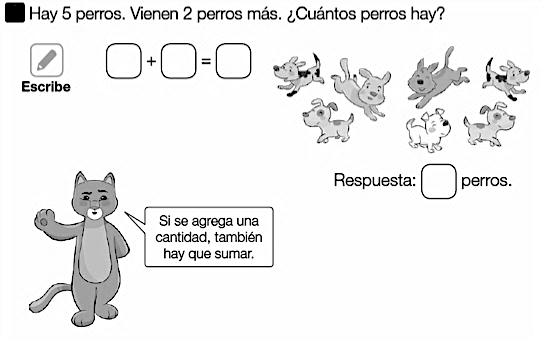 Hay 5 perros. Vienen 2 perros más. ¿Cuántos perros hay?
Escribe
+ =
Respuesta: perros.
Si se agrega una
cantidad, también
hay que sumar.